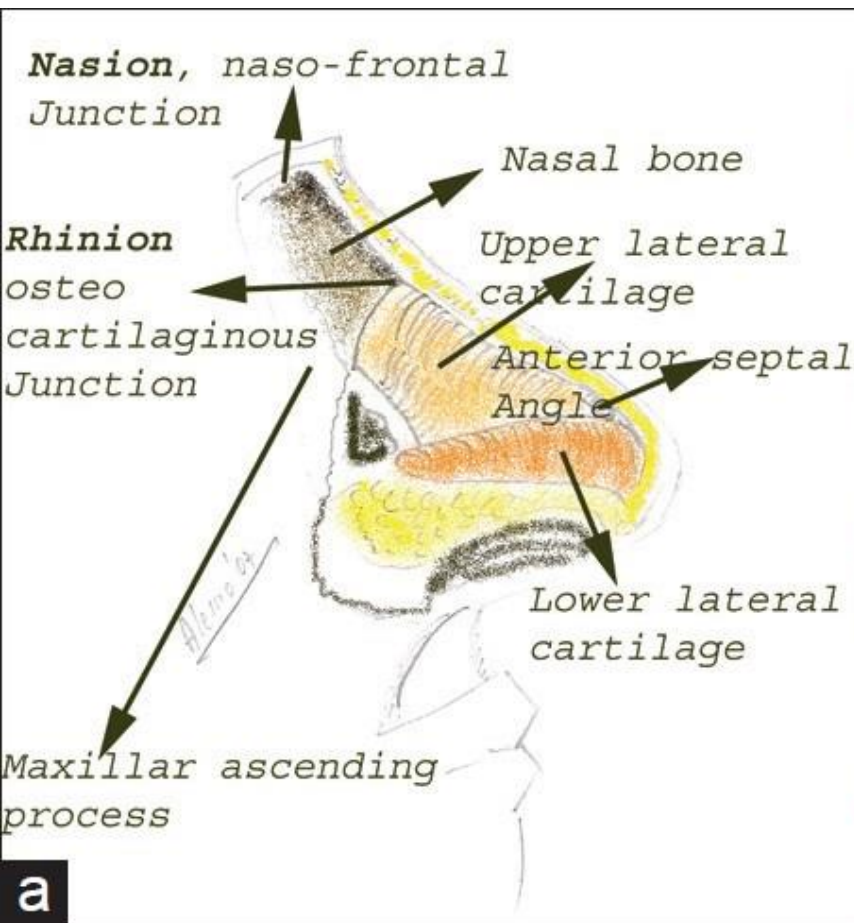 Nasion, naso-frontal
Junction
Nasal bone
Rhinion
osteo
cartilaginous
Junction
Upper lateral
cartilage
Anterior septal
Angle
Lower lateral
cartilage
Maxillar ascending
process
a